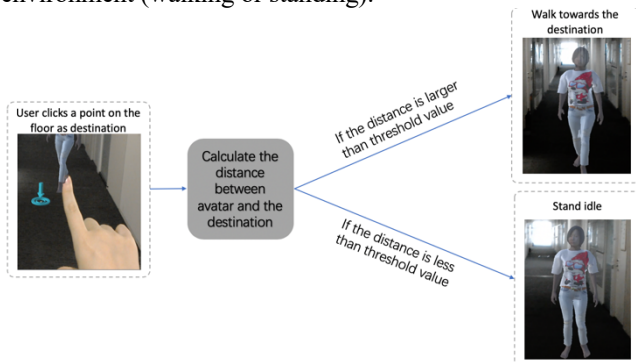 environment (walking or standing).
Walk towards the
destination
User clicks a point on the
floor as destination
If the distance is larger
than threshold value
Calculate the
distance
between
avatar and the
destination
Stand idle
If the distance is less
than threshold value